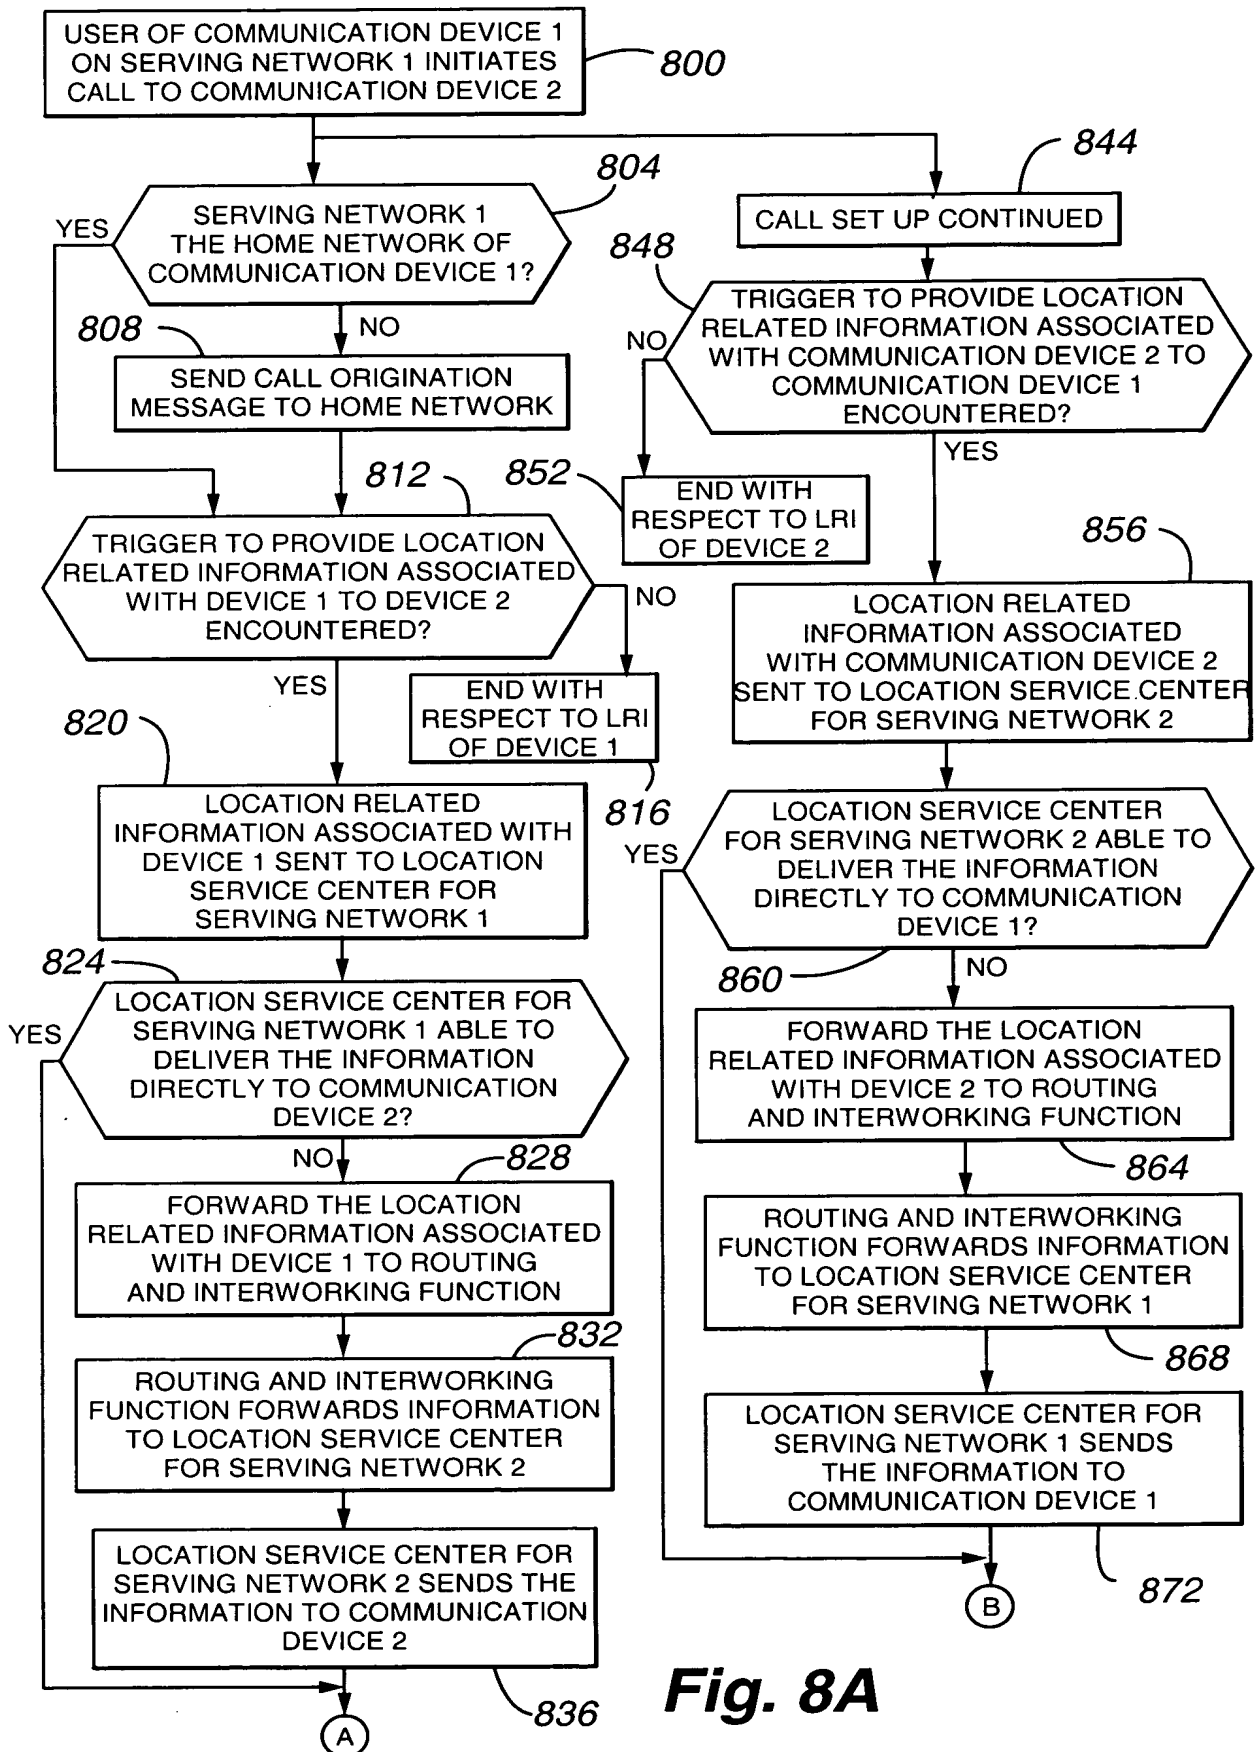 USER OF COMMUNICATION DEVICE 1
ON SERVING NETWORK 1 INITIATES
CALL TO COMMUNICATION DEVICE 2
800
804
SERVING NETWORK 1
THE HOME NETWORK OF
COMMUNICATION DEVICE 1?
YES
NO
808
SEND CALL ORIGINATION
MESSAGE TO HOME NETWORK
812
TRIGGER TO PROVIDE LOCATION
RELATED INFORMATION ASSOCIATED
WITH DEVICE 1 TO DEVICE 2
ENCOUNTERED?
NO
YES
END WITH
RESPECT TO LRI
OF DEVICE 1
816
820
LOCATION RELATED
INFORMATION ASSOCIATED WITH
DEVICE 1 SENT TO LOCATION
SERVICE CENTER FOR
SERVING NETWORK 1
824
LOCATION SERVICE CENTER FOR
SERVING NETWORK 1 ABLE TO
DELIVER THE INFORMATION
DIRECTLY TO COMMUNICATION
DEVICE 2?
YES
NO
828
FORWARD THE LOCATION
RELATED INFORMATION ASSOCIATED
WITH DEVICE 1 TO ROUTING
AND INTERWORKING FUNCTION
832
ROUTING AND INTERWORKING
FUNCTION FORWARDS INFORMATION
TO LOCATION SERVICE CENTER
FOR SERVING NETWORK 2
LOCATION SERVICE CENTER FOR
SERVING NETWORK 2 SENDS THE
INFORMATION TO COMMUNICATION
DEVICE 2
836
A
844
CALL SET UP CONTINUED
848
TRIGGER TO PROVIDE LOCATION
RELATED INFORMATION ASSOCIATED
WITH COMMUNICATION DEVICE 2 TO
COMMUNICATION DEVICE 1
ENCOUNTERED?
NO
YES
852
END WITH
RESPECT TO LRI
OF DEVICE 2
856
LOCATION RELATED
INFORMATION ASSOCIATED
WITH COMMUNICATION DEVICE 2
SENT TO LOCATION SERVICE CENTER
FOR SERVING NETWORK 2
LOCATION SERVICE CENTER
FOR SERVING NETWORK 2 ABLE TO
DELIVER THE INFORMATION
DIRECTLY TO COMMUNICATION
DEVICE 1?
YES
860
NO
FORWARD THE LOCATION
RELATED INFORMATION ASSOCIATED
WITH DEVICE 2 TO ROUTING
AND INTERWORKING FUNCTION
864
ROUTING AND INTERWORKING
FUNCTION FORWARDS INFORMATION
TO LOCATION SERVICE CENTER
FOR SERVING NETWORK 1
868
LOCATION SERVICE CENTER FOR
SERVING NETWORK 1 SENDS
THE INFORMATION TO
COMMUNICATION DEVICE 1
872
B
Fig. 8A